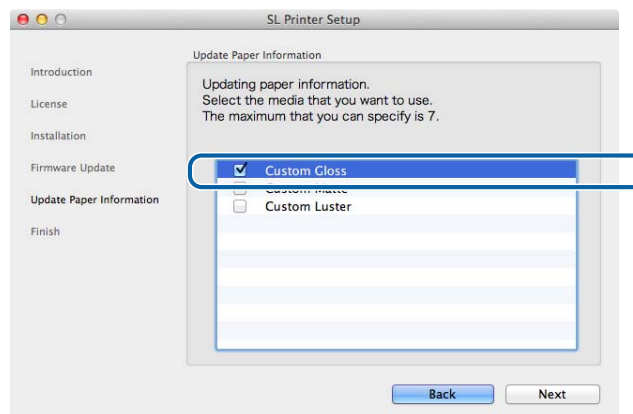 SL Printer Setup
Update Paper Information
Introduction
License
Installation
Firmware Update
Update Paper Information
Finish
Updating paper information.
Select the media that you want to use.
The maximum that you can specify is 7.
Custom Gloss
Custom Matte
Custom Luster
Back
Next